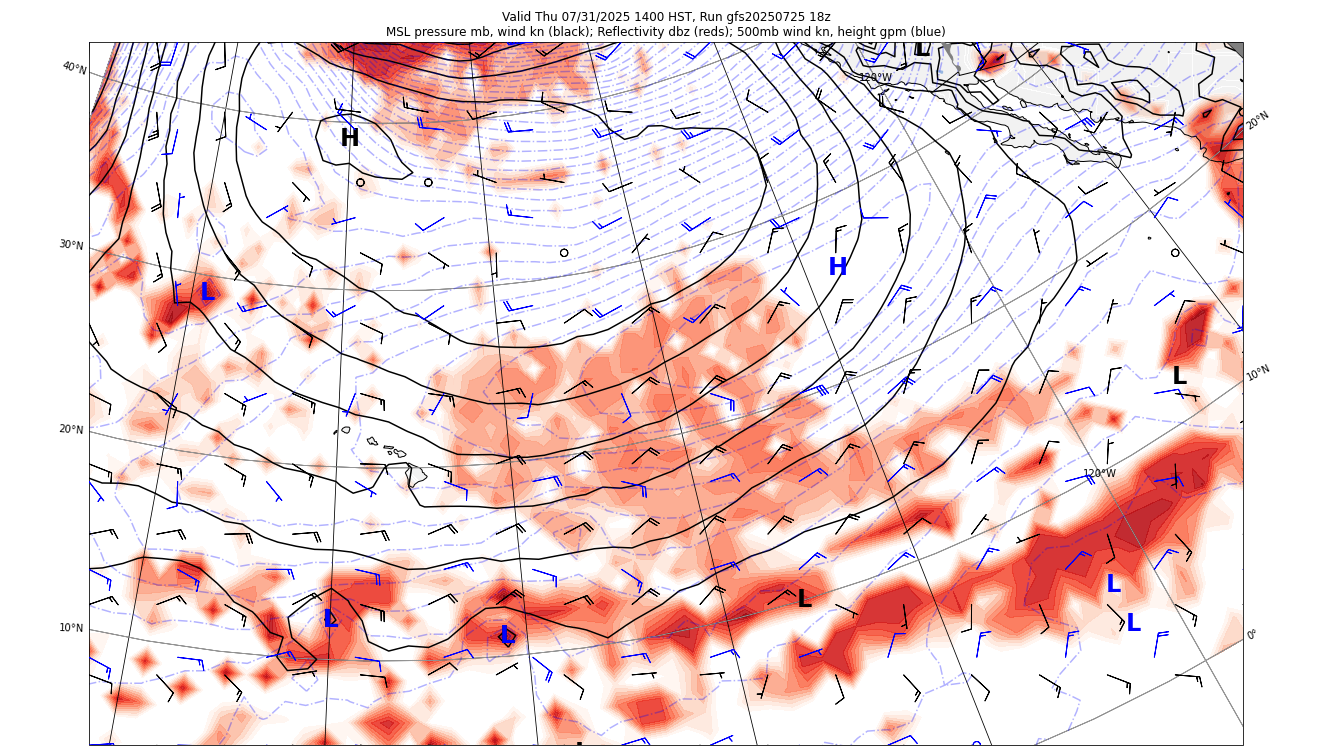 Valid Thu 07/31/2025 1400 HST, Run gfs20250725 18z
MSL pressure mb, wind kn (black); Reflectivity dbz (reds); 500mb wind kn, height gpm (blue)
L
40°N
120°W
20°N
H
30°N
H
L
10°N
L
20°N
120°W
L
L
L
10°N
L
L
L
0°